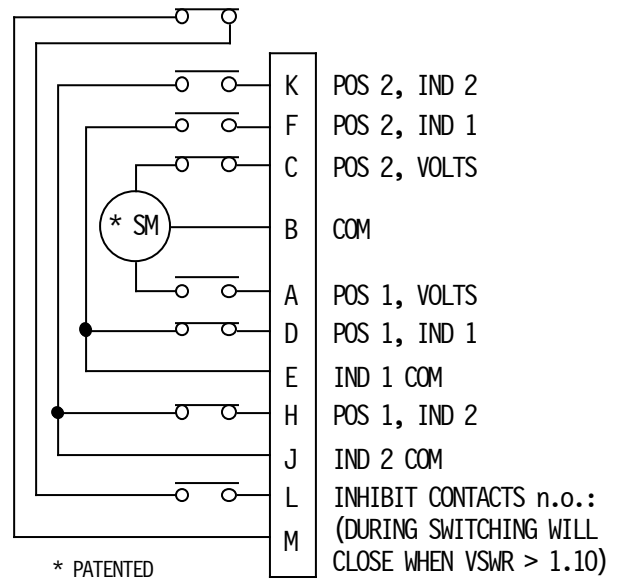 K POS 2, IND 2
F POS 2, IND 1
C POS 2, VOLTS
* SM
B COM
A POS 1, VOLTS
D POS 1, IND 1
E IND 1 COM
H POS 1, IND 2
J IND 2 COM
L INHIBIT CONTACTS n.o.:
M (DURING SWITCHING WILL
CLOSE WHEN VSWR > 1.10)
* PATENTED